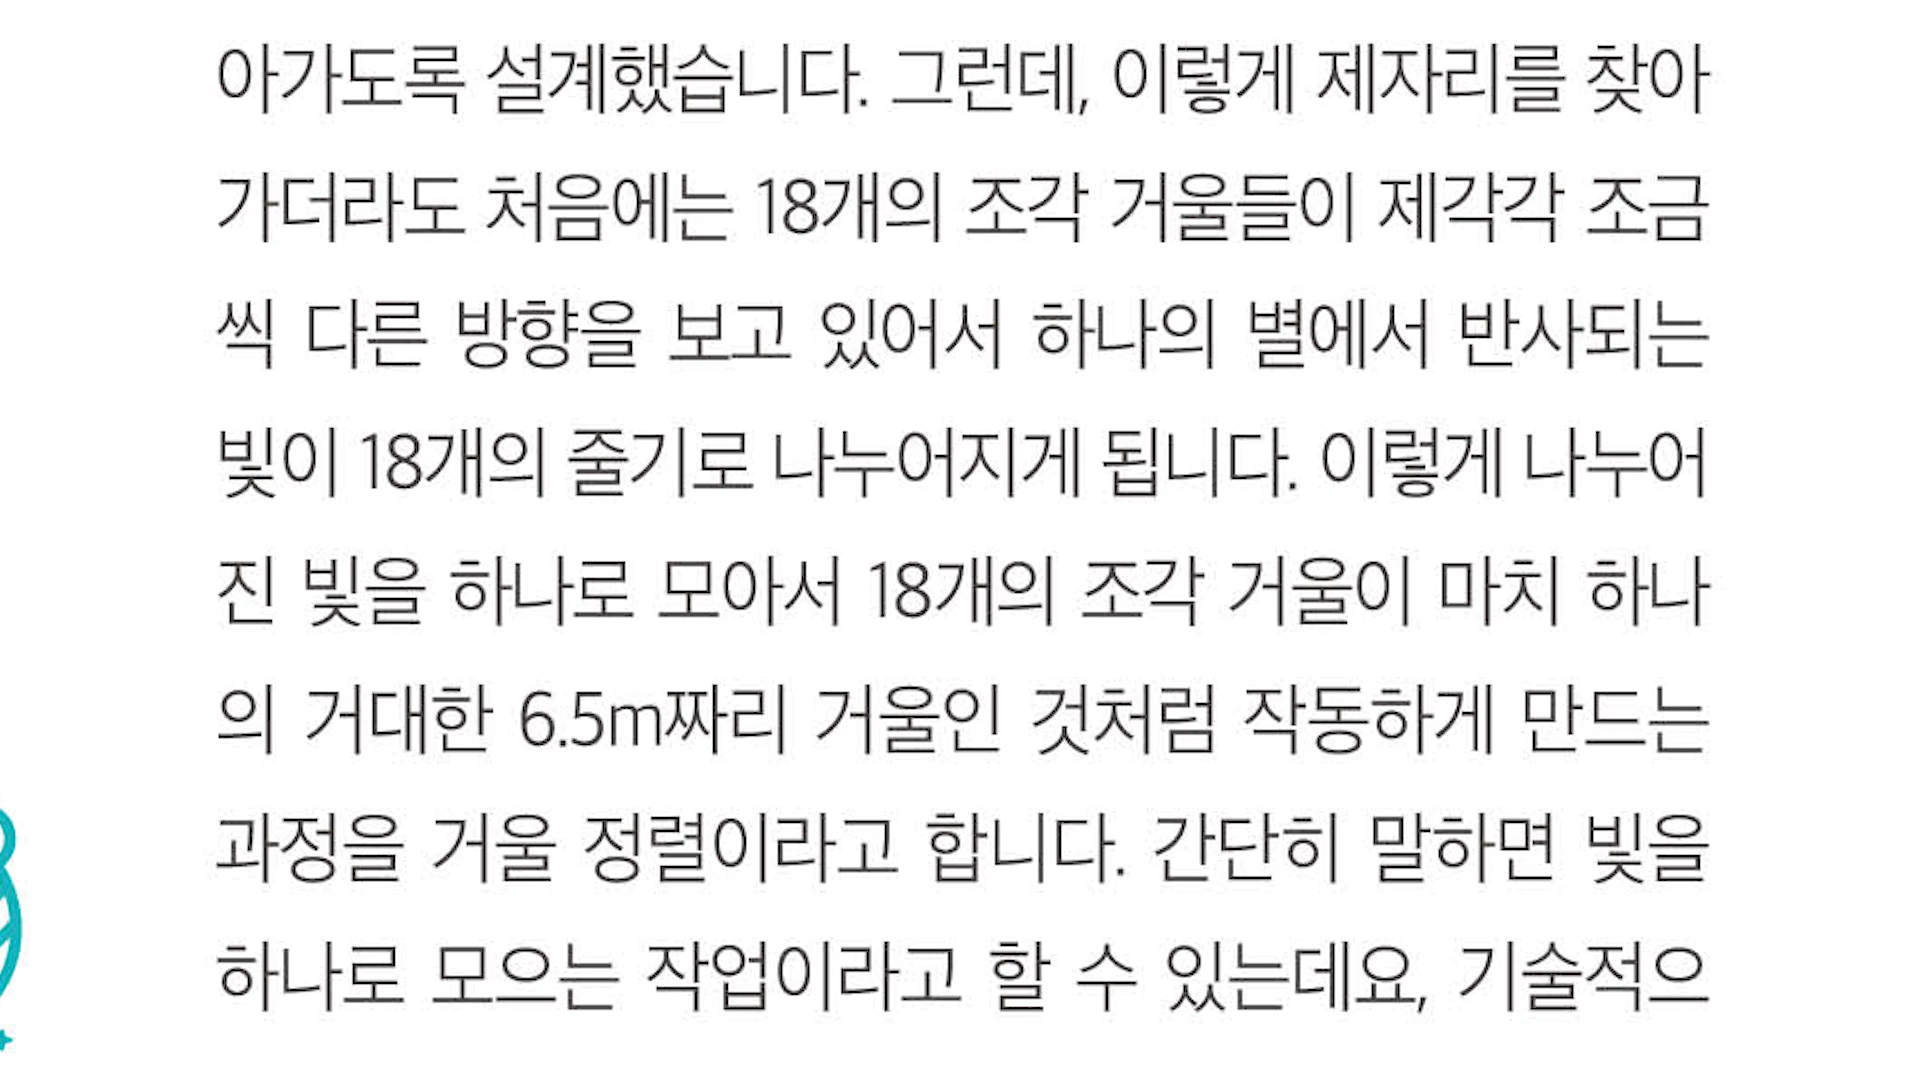 아가도록 설계했습니다. 그런데, 이렇게 제자리를 찾아
가더라도 처음에는 18개의 조각 거울들이 제각각 조금
씩 다른 방향을 보고 있어서 하나의 별에서 반사되는
빛이 18개의 줄기로 나누어지게 됩니다. 이렇게 나누어
진 빛을 하나로 모아서 18개의 조각 거울이 마치 하나
의 거대한 6.5m짜리 거울인 것처럼 작동하게 만드는
과정을 거울 정렬이라고 합니다. 간단히 말하면 빛을
하나로 모으는 작업이라고 할 수 있는데요, 기술적으